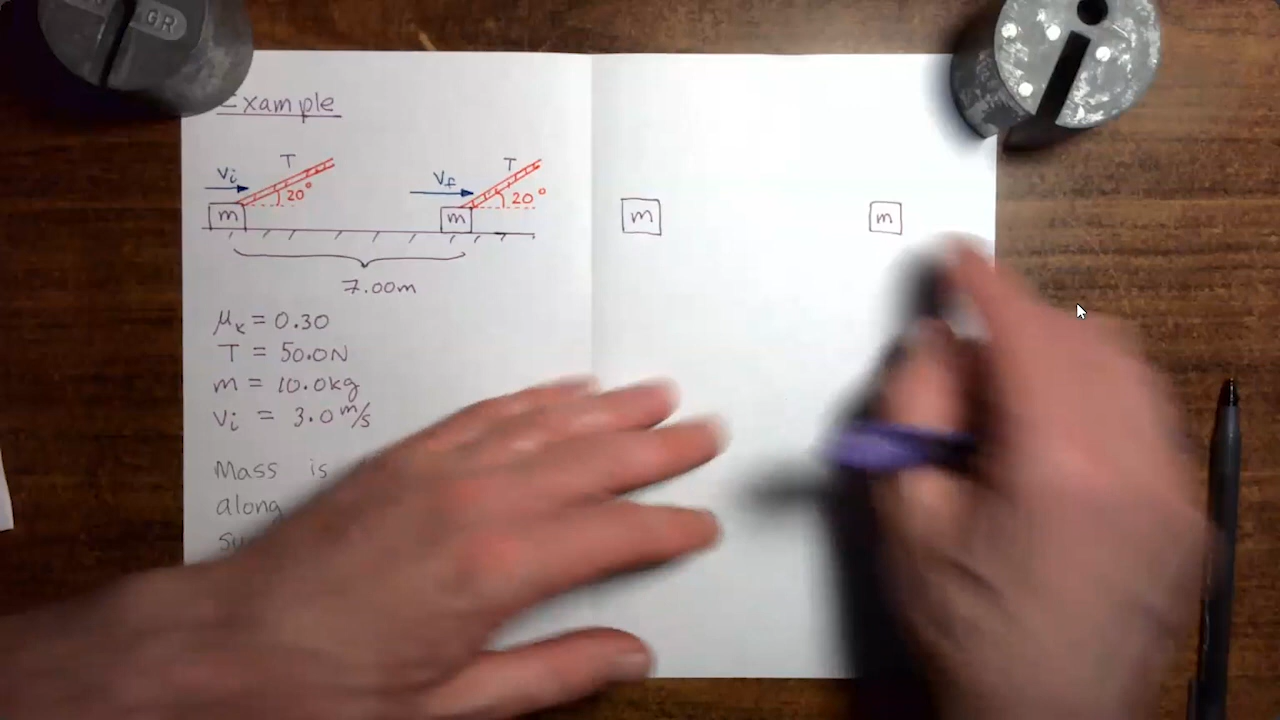 GR
Example
Vi T 20° Vf T 20°
m m m m
7.00m
μk = 0.30
T = 50.0N
m = 10.0kg
Vi = 3.0 m/s
Mass is
along